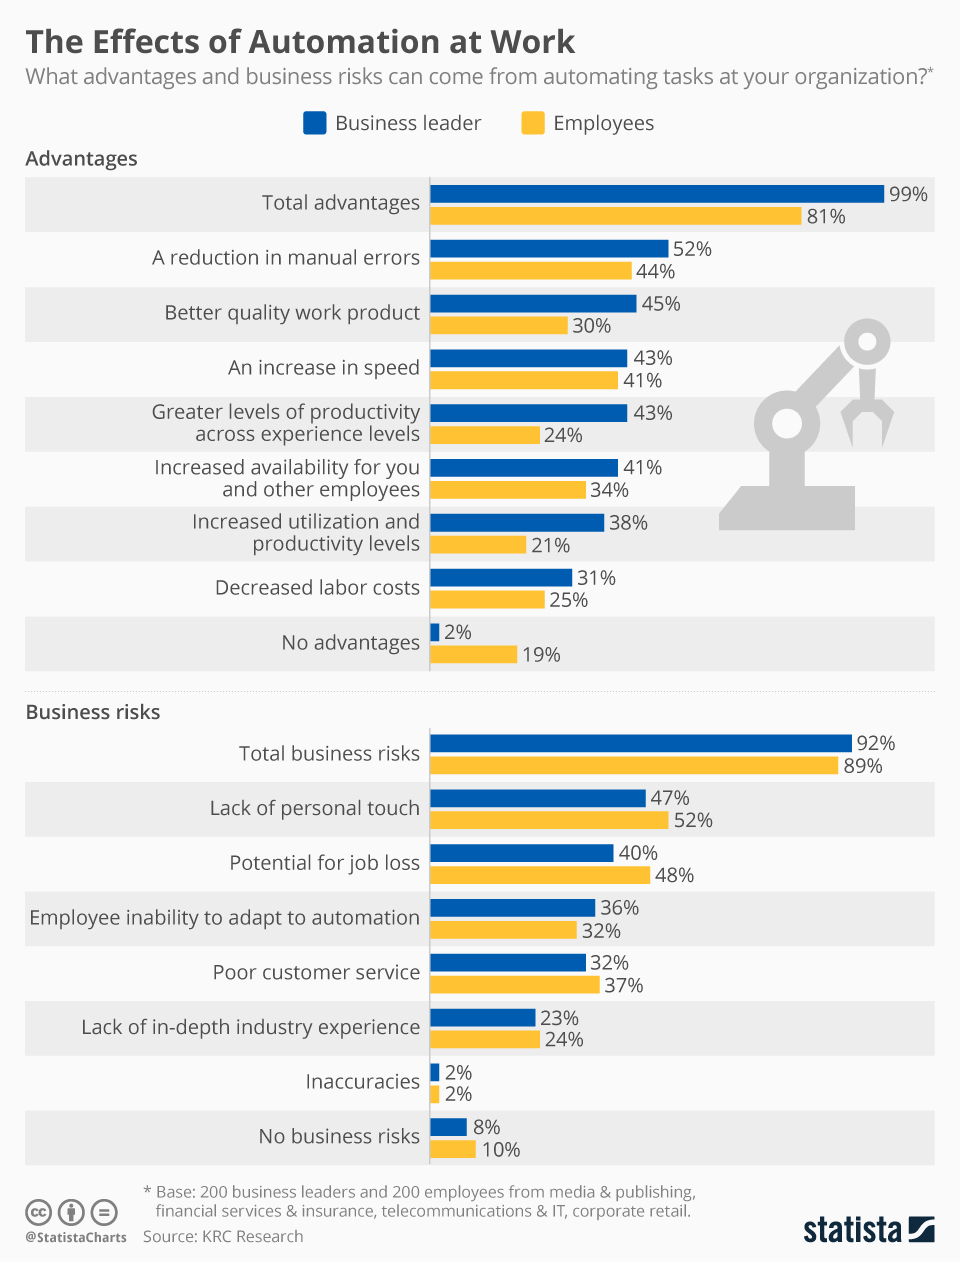 The Effects of Automation at Work
What advantages and business risks can come from automating tasks at your organization?*
Business leader
Employees
Advantages
Total advantages
99%
81%
A reduction in manual errors
52%
44%
Better quality work product
45%
30%
An increase in speed
43%
41%
Greater levels of productivity
across experience levels
43%
24%
Increased availability for you
and other employees
41%
34%
Increased utilization and
productivity levels
38%
21%
Decreased labor costs
31%
25%
No advantages
2%
19%
Business risks
Total business risks
92%
89%
Lack of personal touch
47%
52%
Potential for job loss
40%
48%
Employee inability to adapt to automation
36%
32%
Poor customer service
32%
37%
Lack of in-depth industry experience
23%
24%
Inaccuracies
2%
2%
No business risks
8%
10%
* Base: 200 business leaders and 200 employees from media & publishing,
financial services & insurance, telecommunications & IT, corporate retail.
cc
@StatistaCharts
Source: KRC Research
statista